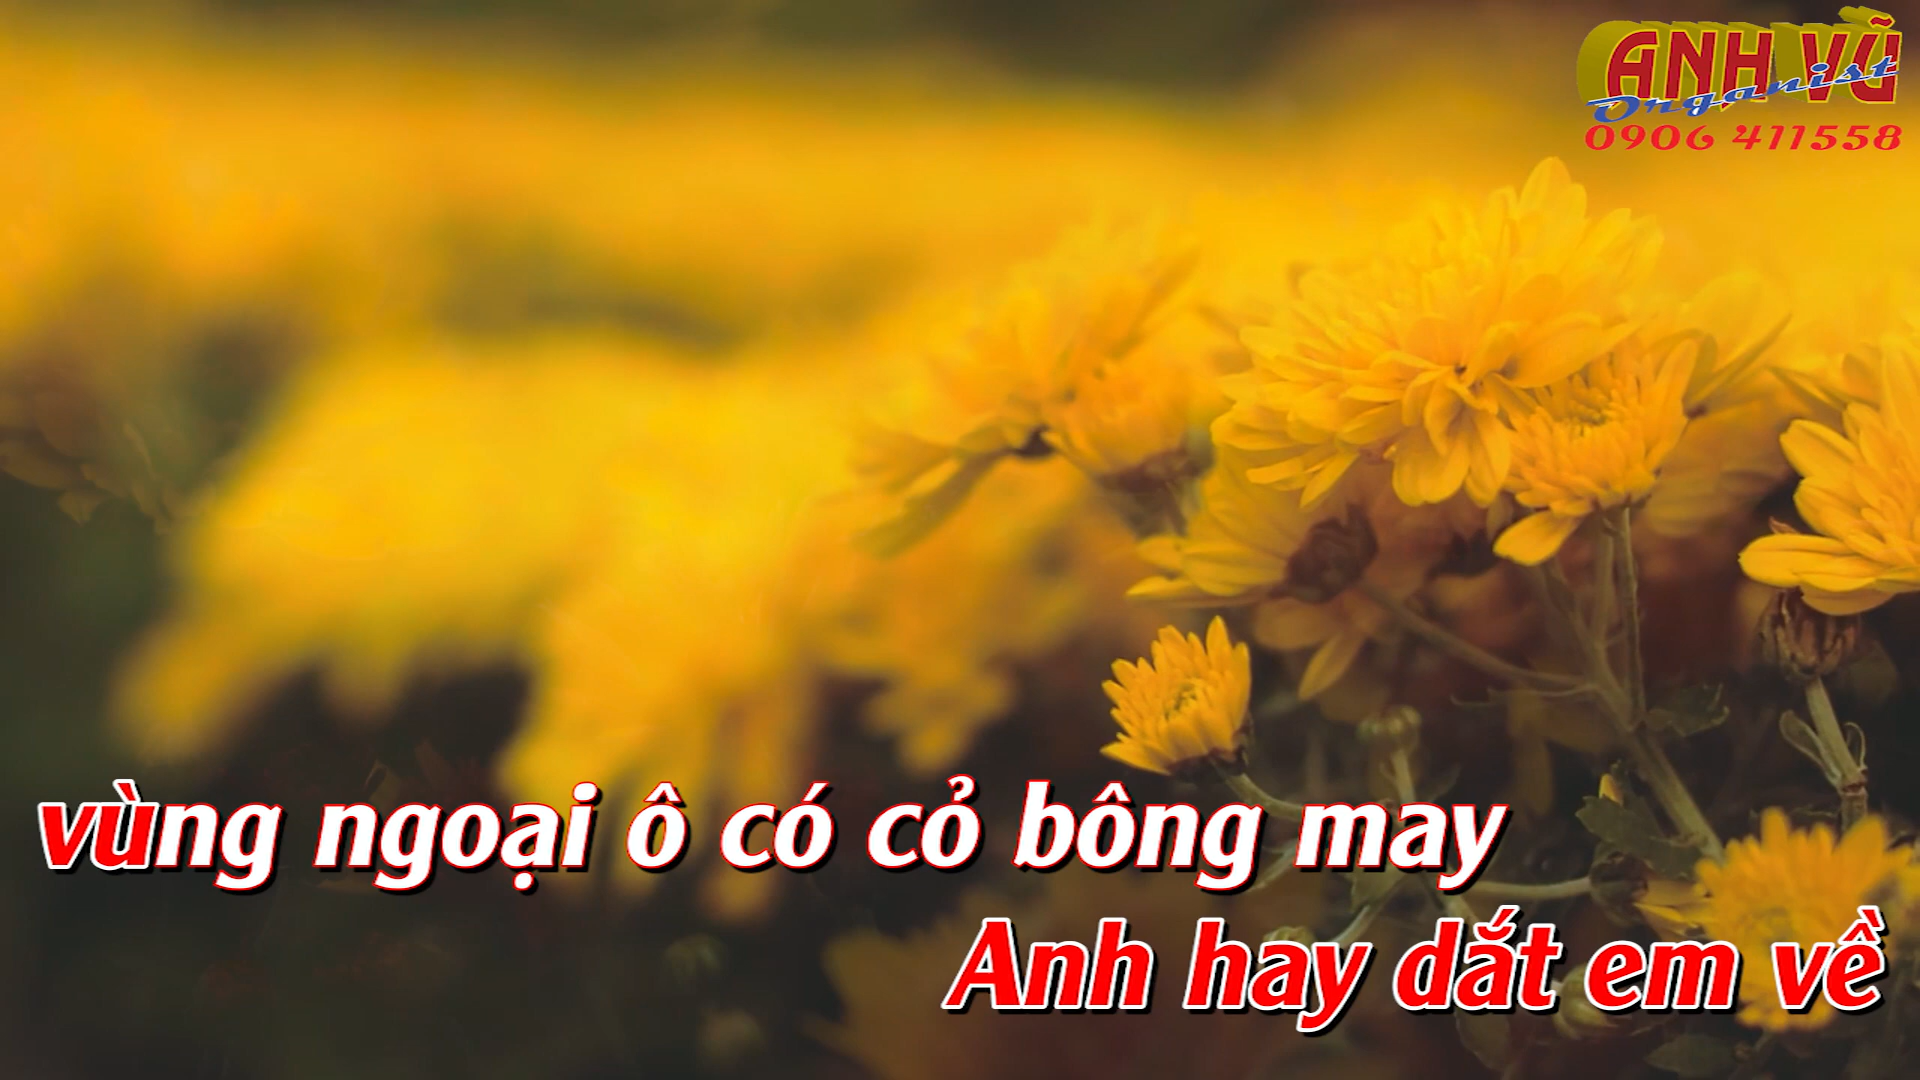 ANH VŨ
Organist
0906 411558
vùng ngoại ô có cỏ bông may
Anh hay dắt em về